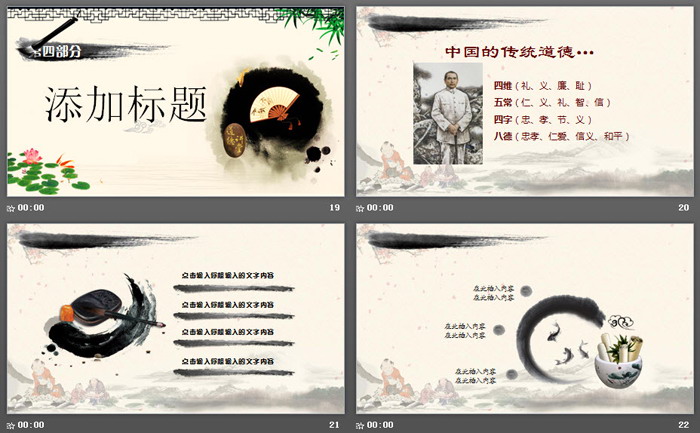 四部分
添加标题
00:00
19
中国的传统道德…
四维（礼、义、廉、耻）
五常（仁、义、礼、智、信）
四字（忠、孝、节、义）
八德（忠孝、仁爱、信义、和平）
00:00
20
点击输入你想输入的文字内容
点击输入你想输入的文字内容
点击输入你想输入的文字内容
点击输入你想输入的文字内容
00:00
21
在此输入内容
在此输入内容
在此输入内容
在此输入内容
在此输入内容
在此输入内容
00:00
22